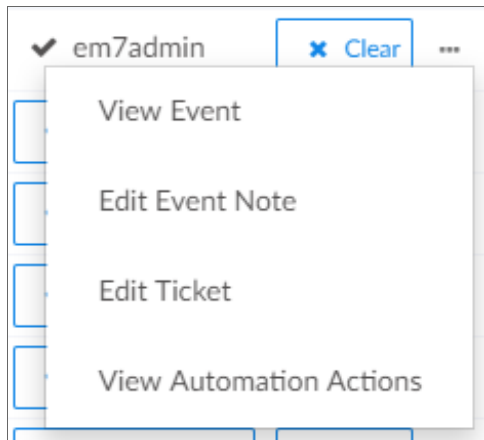 em7admin Clear
View Event
Edit Event Note
Edit Ticket
View Automation Actions